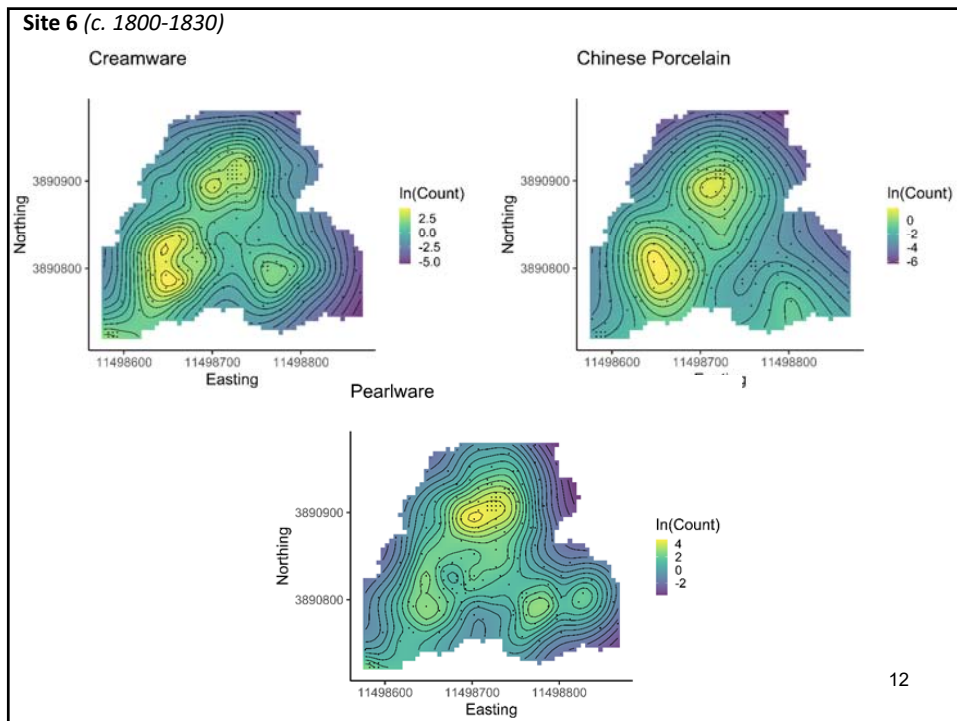 Site 6 (c. 1800-1830)
Creamware
Northing
3890900
3890800
11498600 11498700 11498800
Easting
ln(Count)
2.5
0.0
-2.5
-5.0
Chinese Porcelain
Northing
3890900
3890800
11498600 11498700 11498800
Easting
ln(Count)
0
-2
-4
-6
Pearlware
Northing
3890900
3890800
11498600 11498700 11498800
ln(Count)
4
2
0
-2
12